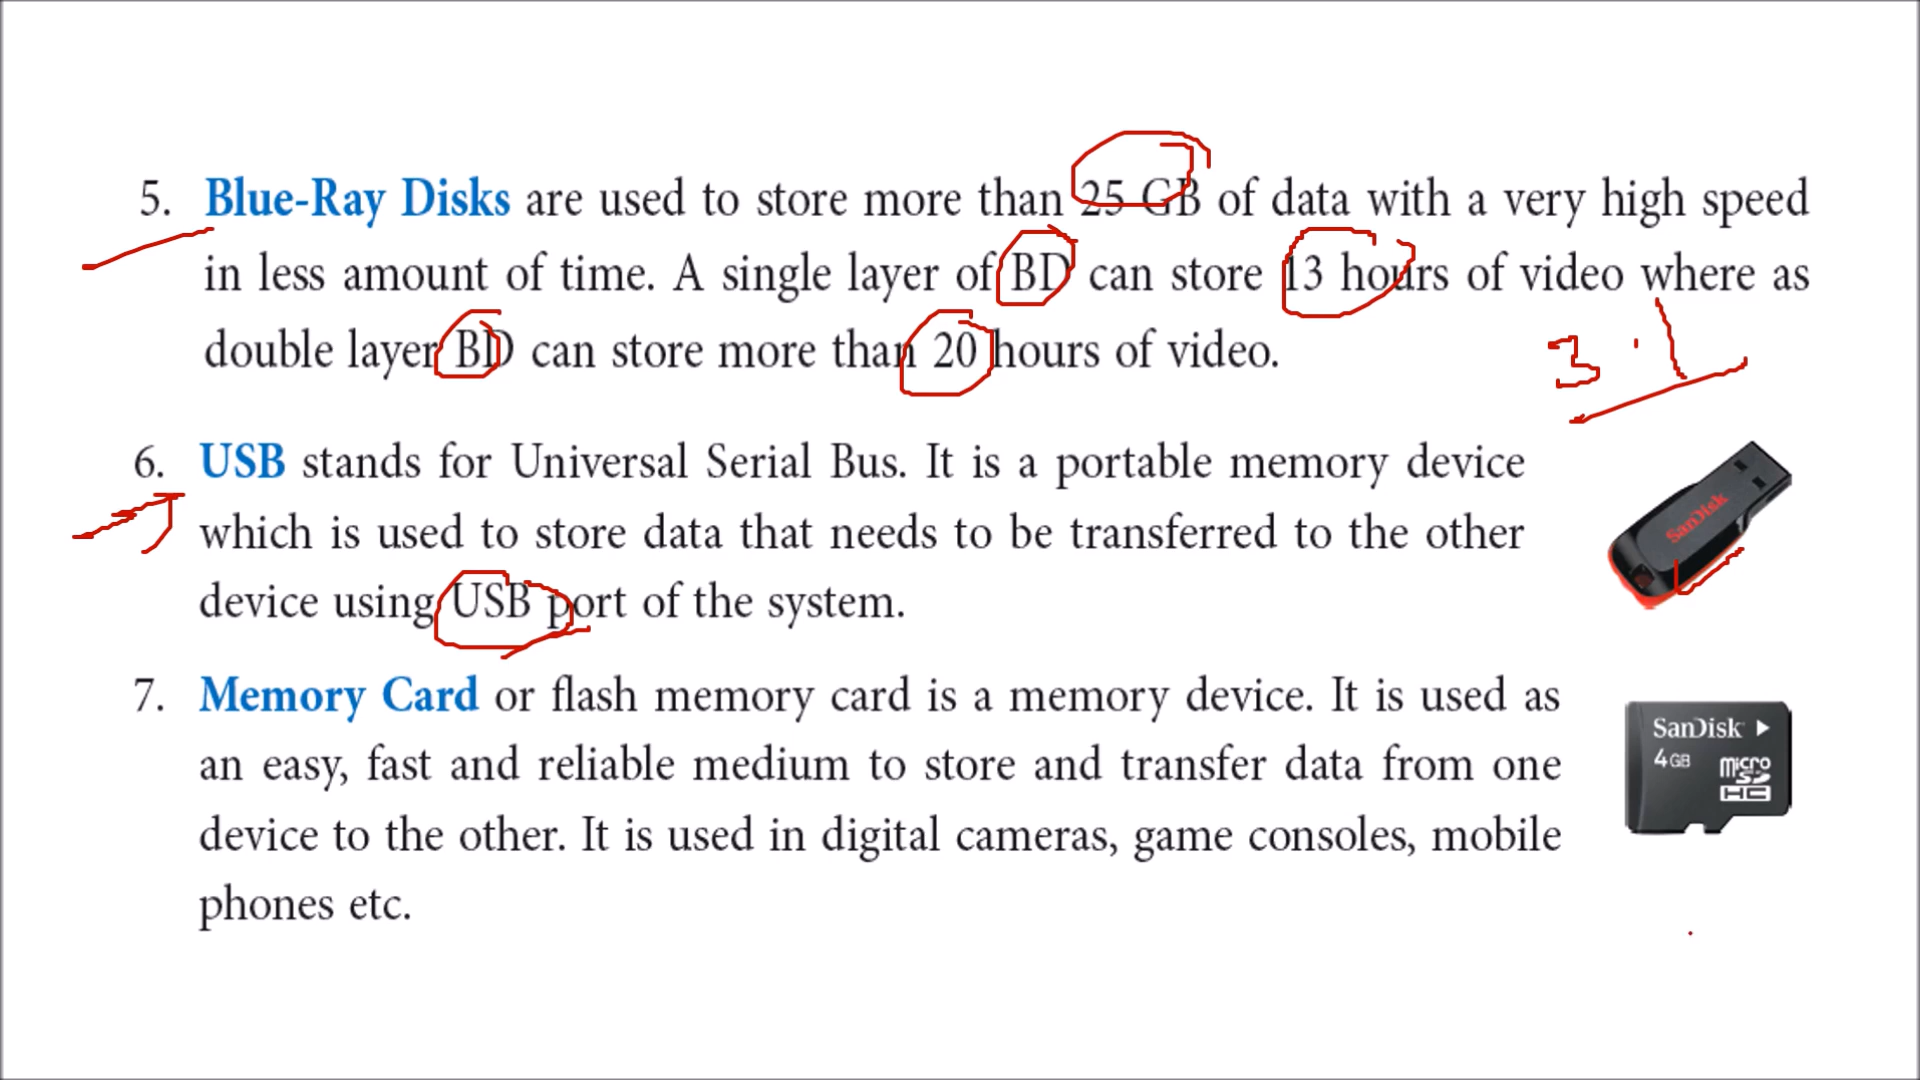 5. Blue-Ray Disks are used to store more than 25 GB of data with a very high speed
in less amount of time. A single layer of BD can store 13 hours of video where as
double layer BD can store more than 20 hours of video.
3.1
6. USB stands for Universal Serial Bus. It is a portable memory device
which is used to store data that needs to be transferred to the other
device using USB port of the system.
SanDisk
7. Memory Card or flash memory card is a memory device. It is used as
an easy, fast and reliable medium to store and transfer data from one
device to the other. It is used in digital cameras, game consoles, mobile
phones etc.
SanDisk
4 GB
micro
SD
HC